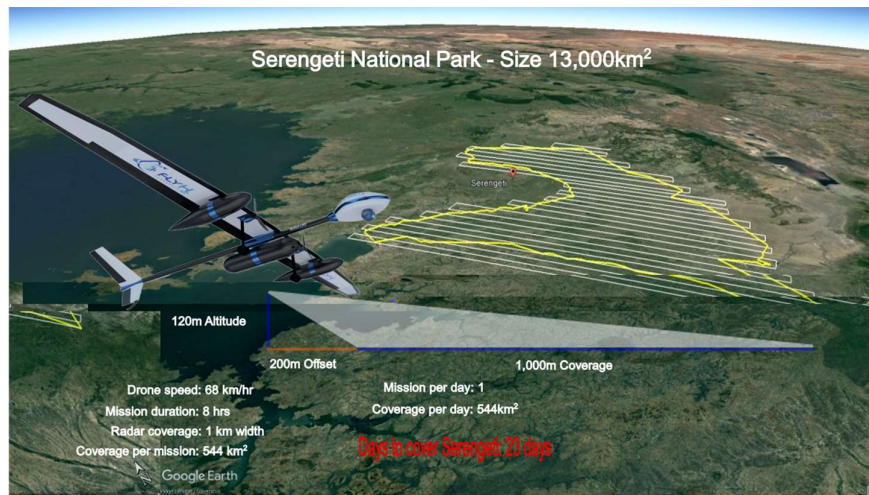 Serengeti National Park - Size 13,000km²
FLYH
Serengeti
120m Altitude
200m Offset
1,000m Coverage
Drone speed: 68 km/hr
Mission duration: 8 hrs
Radar coverage: 1 km width
Coverage per mission: 544 km²
Mission per day: 1
Coverage per day: 544km²
Days to cover Serengeti: 23 days
Google Earth